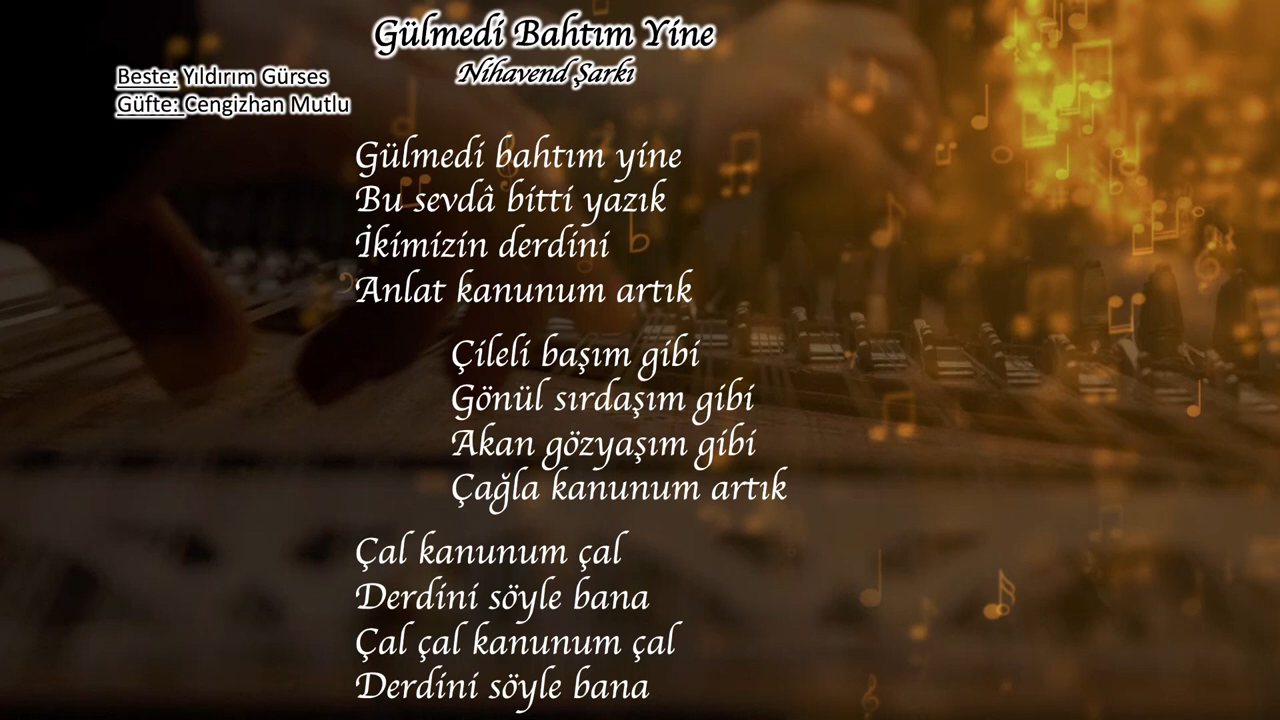 Gülmedi Bahtım Yine
Nihavend Şarkı
Beste: Yıldırım Gürses
Güfte: Cengizhan Mutlu
Gülmedi bahtım yine
Bu sevdâ bitti yazık
İkimizin derdini
Anlat kanunum artık
Çileli başım gibi
Gönül sırdaşım gibi
Akan gözyaşım gibi
Çağla kanunum artık
Çal kanunum çal
Derdini söyle bana
Çal çal kanunum çal
Derdini söyle bana